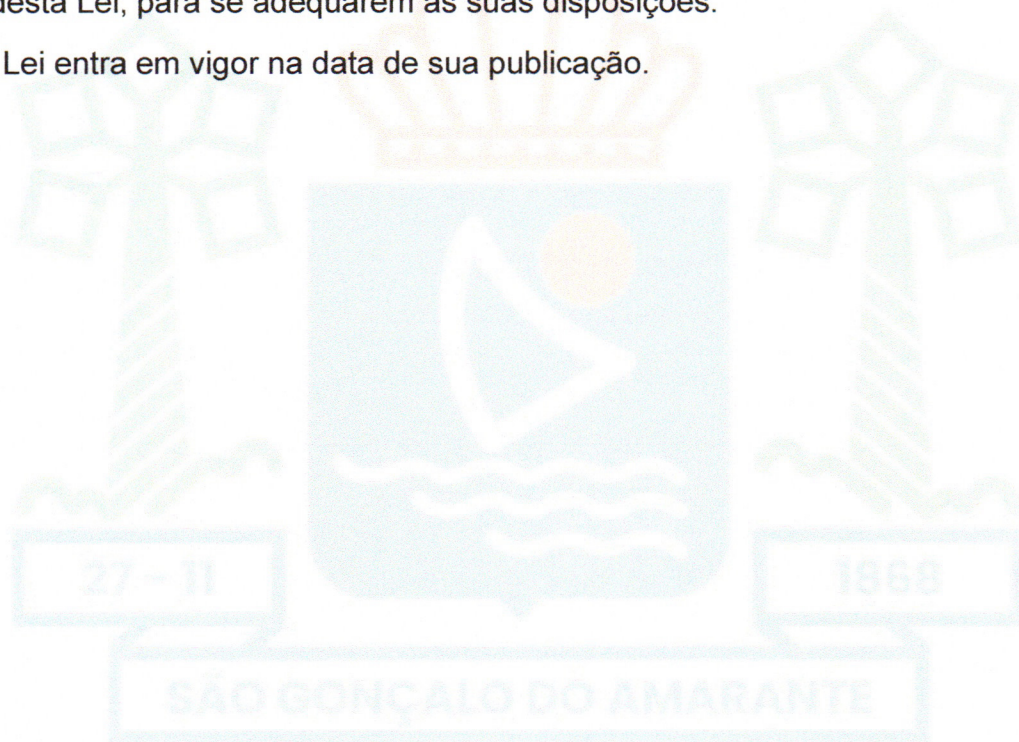 desta Lei, para se adequarem às suas disposições.
Lei entra em vigor na data de sua publicação.
27 - 11
1868
SÃO GONÇALO DO AMARANTE